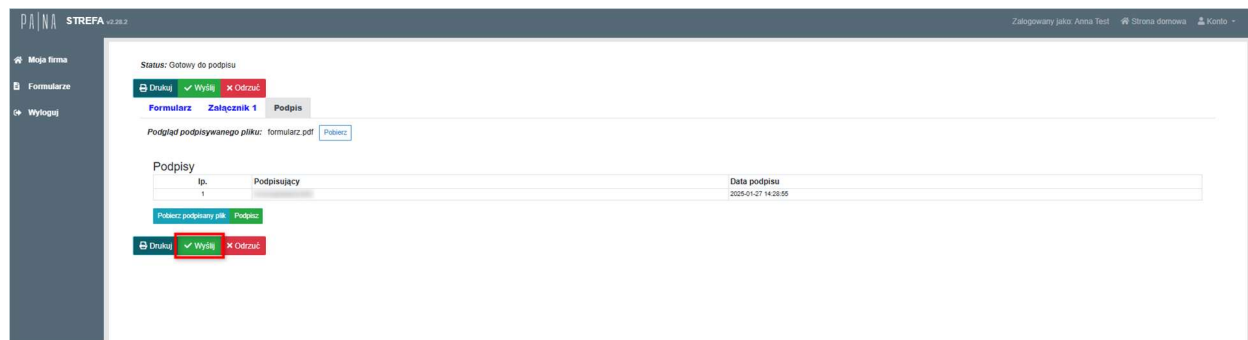 PA|NA STREFA v2.28.2
Zalogowany jako: Anna Test Strona domowa Konto
Moja firma
Formularze
Wyloguj
Status: Gotowy do podpisu
Drukuj Wyślij Odrzuć
Formularz Załącznik 1 Podpis
Podgląd podpisywanego pliku: formularz.pdf Pobierz
Podpisy
lp. Podpisujący Data podpisu
1 2025-01-27 14:28:55
Pobierz podpisany plik Podpisz
Drukuj Wyślij Odrzuć